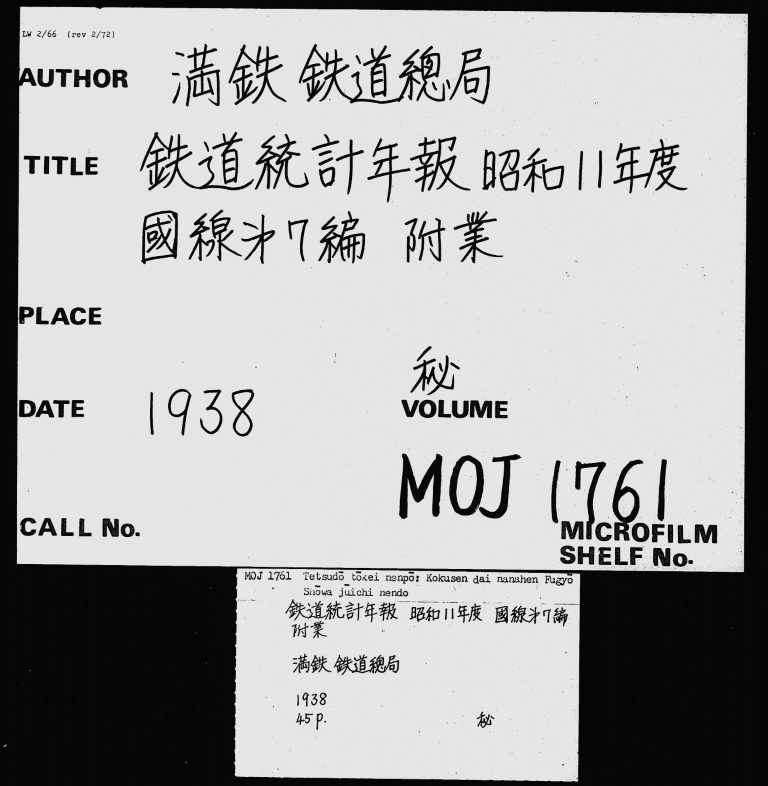 LW 2/66 (rev 2/72)
AUTHOR 満鉄 鉄道總局
TITLE 鉄道統計年報 昭和11年度
國線㐧7編 附業
PLACE
秘
DATE 1938 VOLUME
MOJ 1761
CALL No. MICROFILM
SHELF No.
MOJ 1761 Tetsudō tōkei nenpō: Kokusen dai nanahen Fugyō
Shōwa juichi nendo
鉄道統計年報 昭和11年度 國線㐧7編
附業
満鉄 鉄道總局
1938
45p. 秘